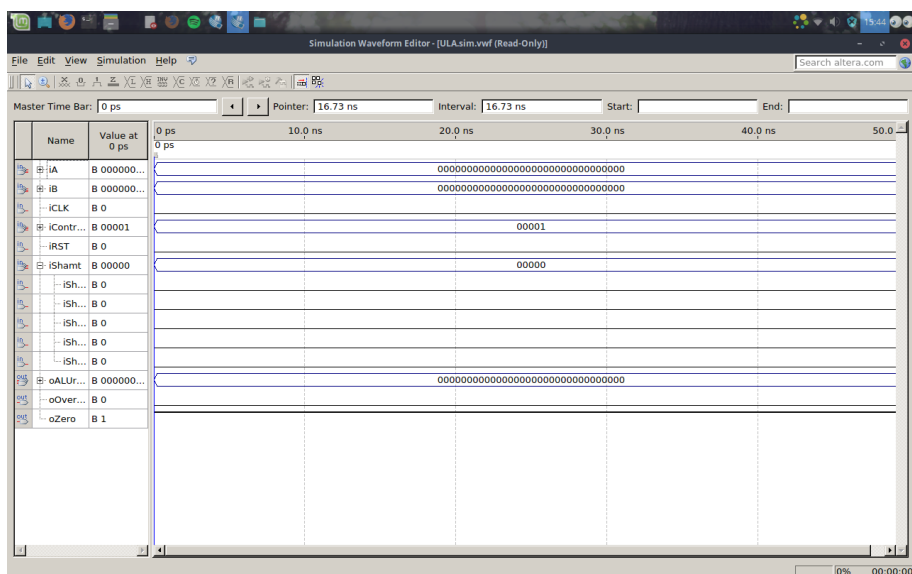 15:44
Simulation Waveform Editor - [ULA.sim.vwf (Read-Only)]
File Edit View Simulation Help
Search altera.com
Master Time Bar: 0 ps Pointer: 16.73 ns Interval: 16.73 ns Start: End:
Name Value at 0 ps 0 ps 10.0 ns 20.0 ns 30.0 ns 40.0 ns 50.0
0 ps
iA B 000000... 00000000000000000000000000000000
iB B 000000... 00000000000000000000000000000000
iCLK B 0
iContr... B 00001 00001
iRST B 0
iShamt B 00000 00000
iSh... B 0
iSh... B 0
iSh... B 0
iSh... B 0
iSh... B 0
oALUr... B 000000... 00000000000000000000000000000000
oOver... B 0
oZero B 1
0% 00:00:00